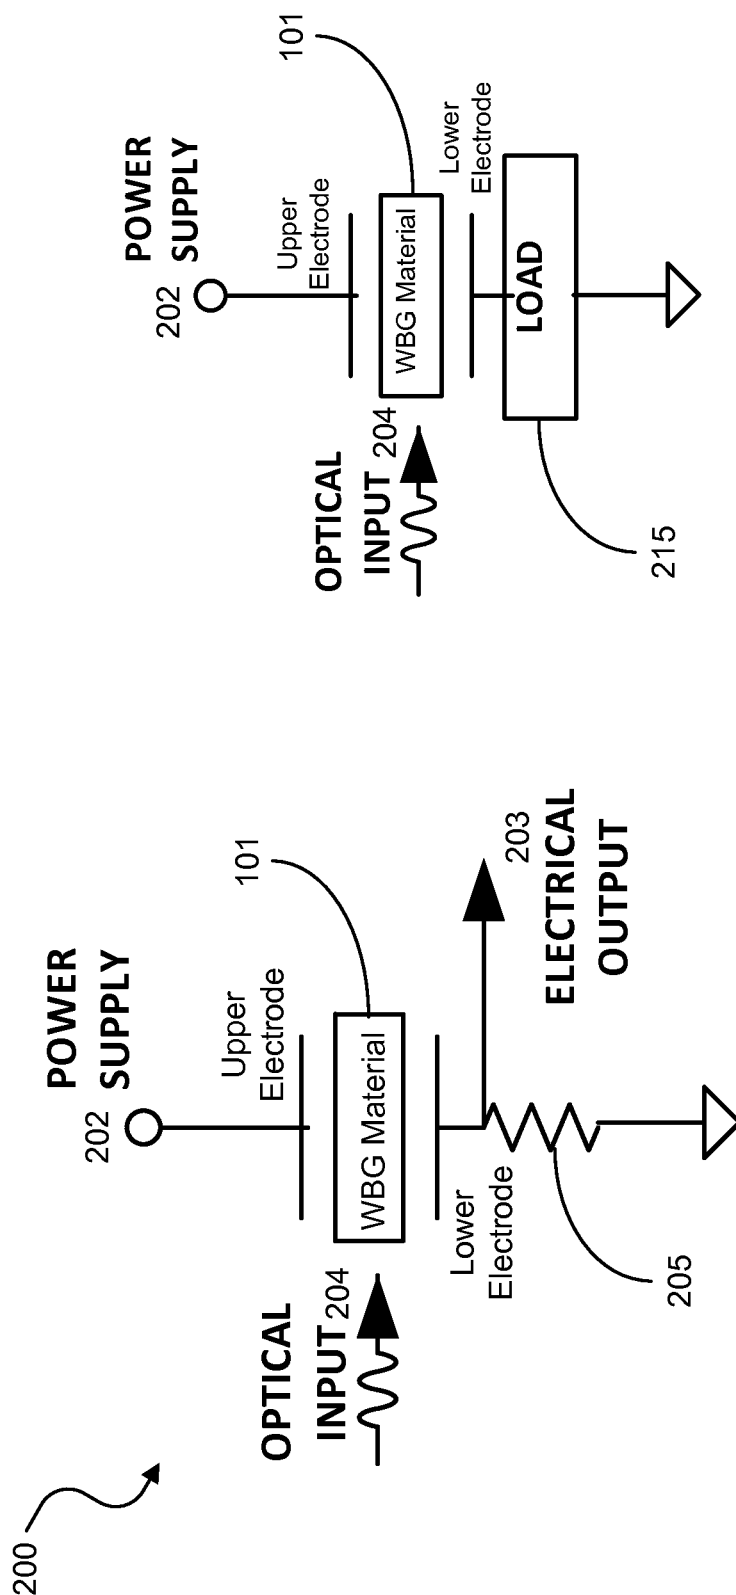 200
POWER
SUPPLY
202
Upper
Electrode
101
OPTICAL
INPUT
204
WBG Material
Lower
Electrode
203
ELECTRICAL
OUTPUT
205
POWER
SUPPLY
202
Upper
Electrode
101
OPTICAL
INPUT
204
WBG Material
Lower
Electrode
LOAD
215